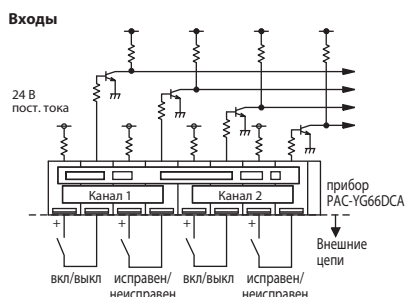 Входы
24 В
пост. тока
Канал 1
Канал 2
прибор
PAC-YG66DCA
+
+
+
+
Внешние
цепи
вкл/выкл
исправен/
неисправен
вкл/выкл
исправен/
неисправен